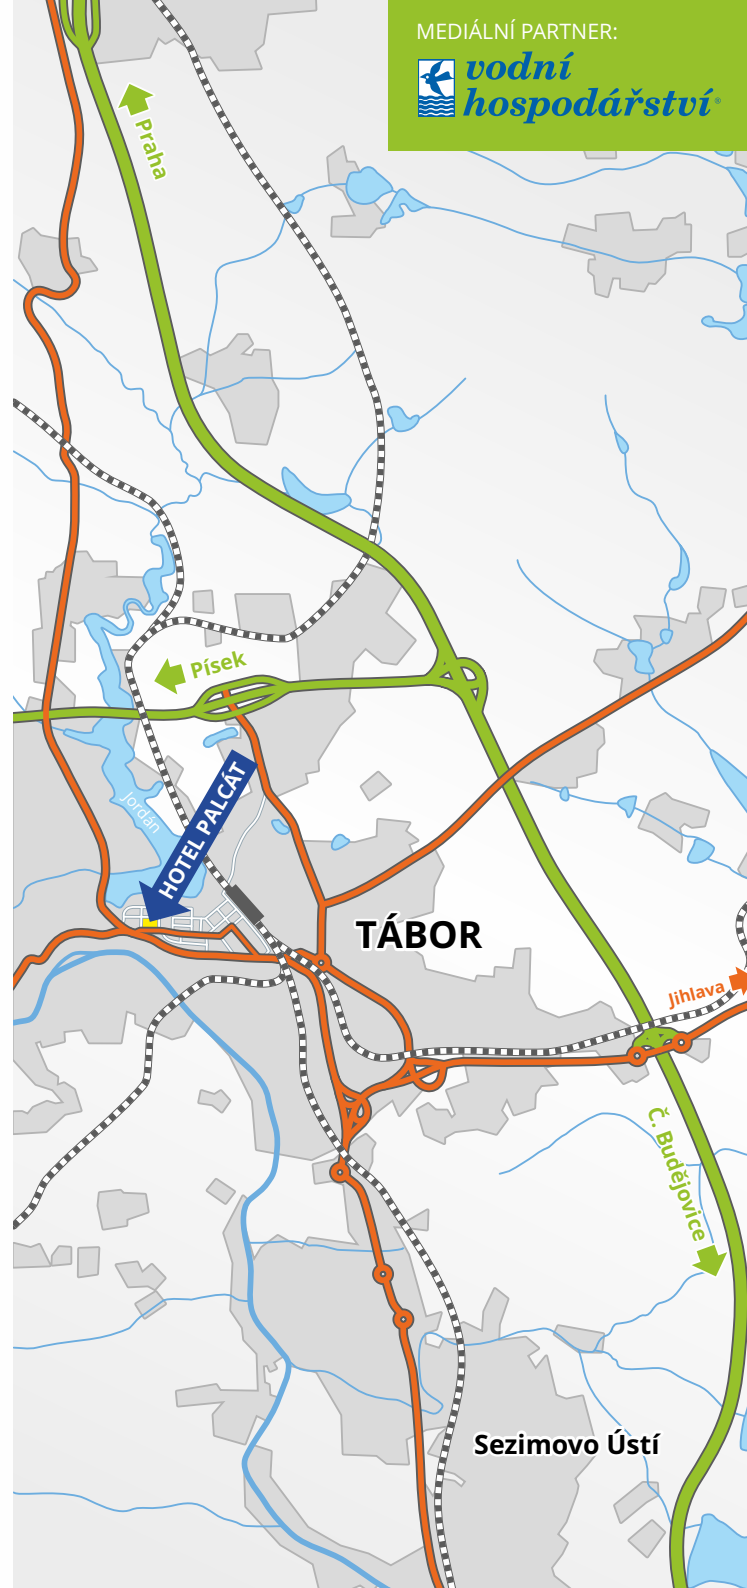 MEDIÁLNÍ PARTNER:
vodní
hospodářství®
Praha
Písek
HOTEL PALCÁT
Jordán
TÁBOR
Jihlava
Č. Budějovice
Sezimovo Ústí